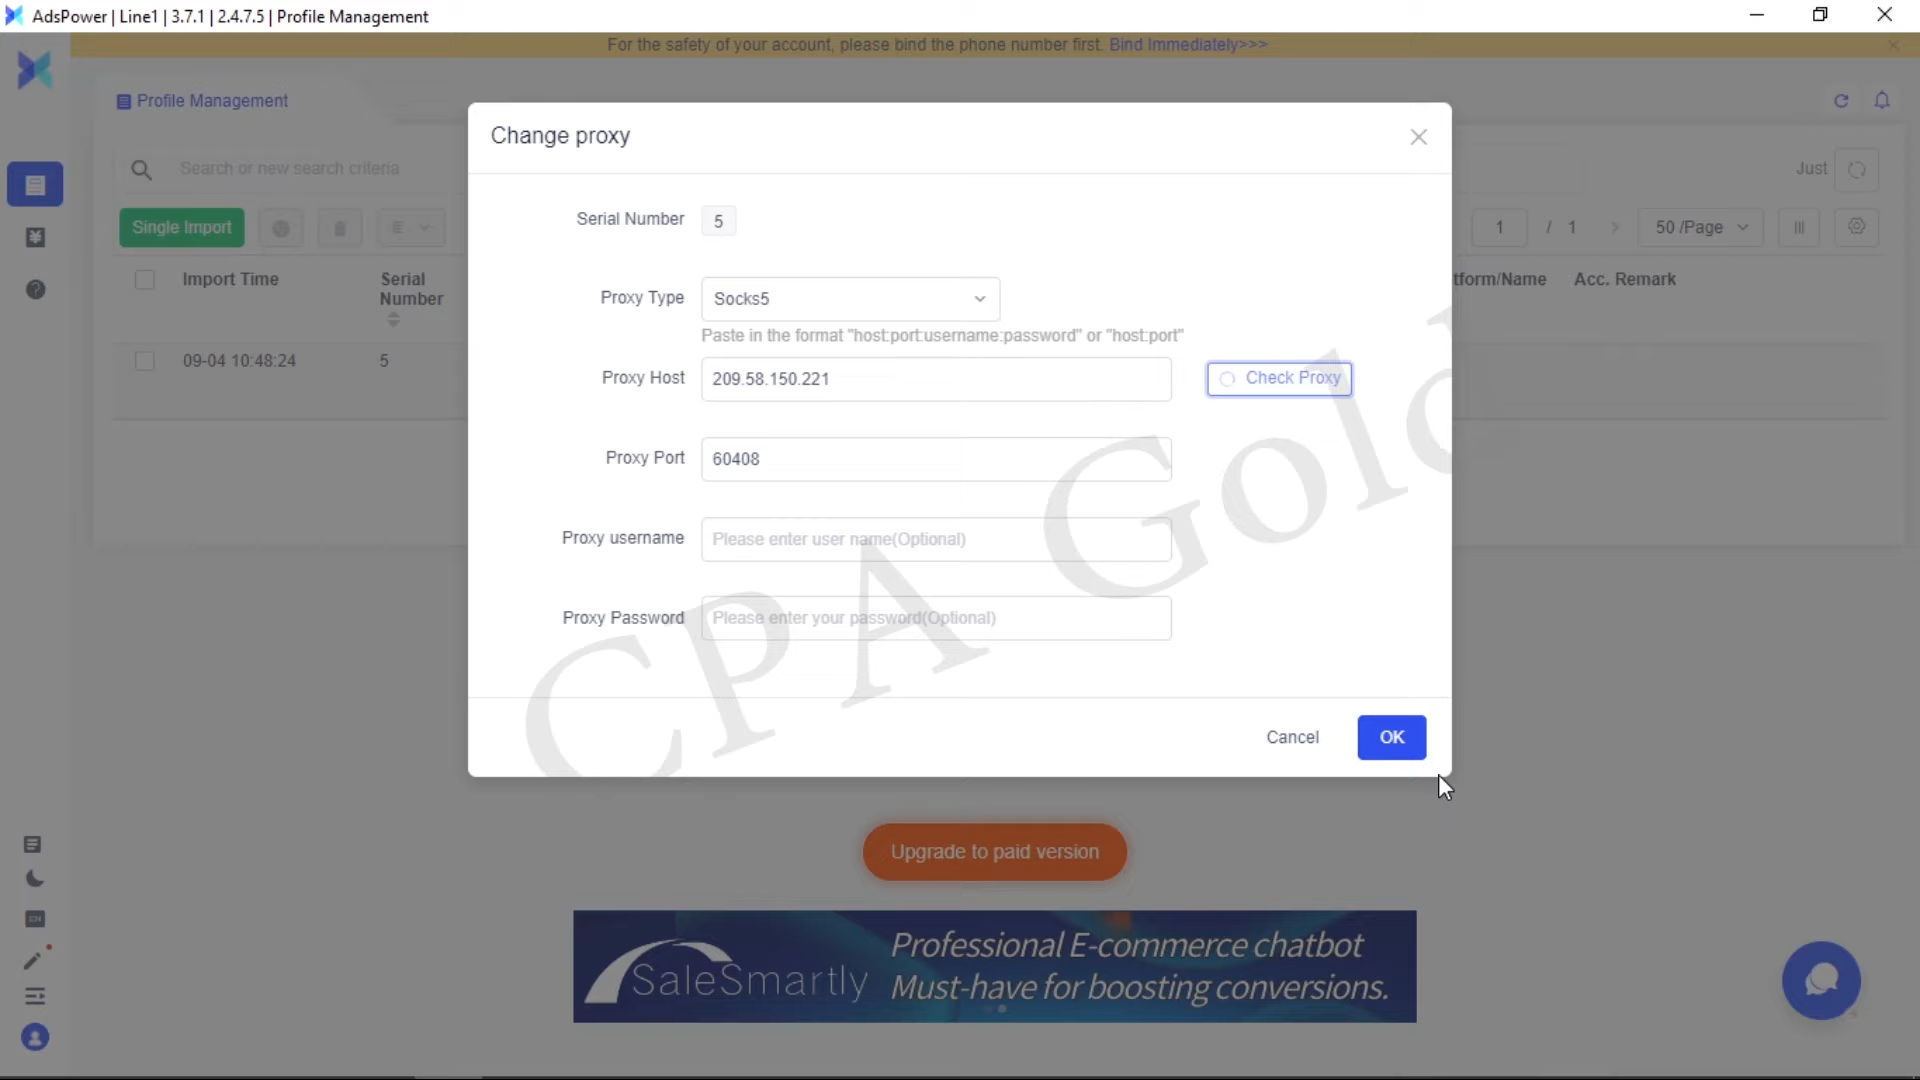 AdsPower | Line1 | 3.7.1 | 2.4.7.5 | Profile Management
For the safety of your account, please bind the phone number first. Bind Immediately>>>
Profile Management
Change proxy
Search or new search criteria
Just
Serial Number 5
Single Import
1 / 1 > 50 /Page
Import Time
Serial Number
tform/Name
Acc. Remark
Proxy Type Socks5
Paste in the format "host:port:username:password" or "host:port"
09-04 10:48:24 5
Proxy Host 209.58.150.221 Check Proxy
Proxy Port 60408
Proxy username Please enter user name(Optional)
Proxy Password Please enter your password(Optional)
CPA Gold
Cancel OK
Upgrade to paid version
SaleSmartly
Professional E-commerce chatbot
Must-have for boosting conversions.